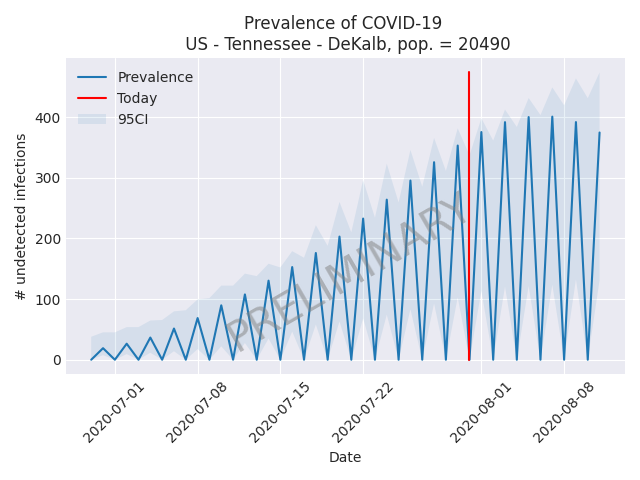 Prevalence of COVID-19
US - Tennessee - DeKalb, pop. = 20490
Prevalence
Today
95CI
# undetected infections
400
300
200
100
0
PRELIMINARY
2020-07-01
2020-07-08
2020-07-15
2020-07-22
2020-08-01
2020-08-08
Date